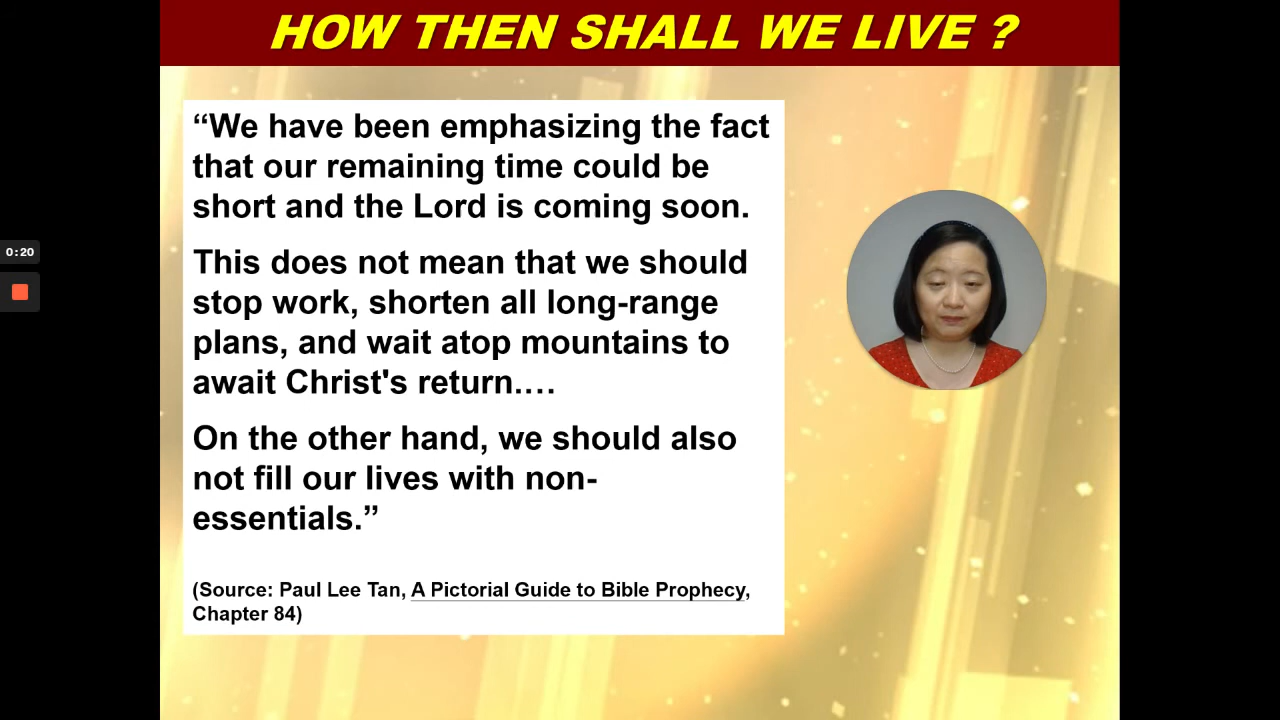 HOW THEN SHALL WE LIVE ?
“We have been emphasizing the fact
that our remaining time could be
short and the Lord is coming soon.
This does not mean that we should
stop work, shorten all long-range
plans, and wait atop mountains to
await Christ's return.…
On the other hand, we should also
not fill our lives with non-
essentials.”
(Source: Paul Lee Tan, A Pictorial Guide to Bible Prophecy,
Chapter 84)
0:20